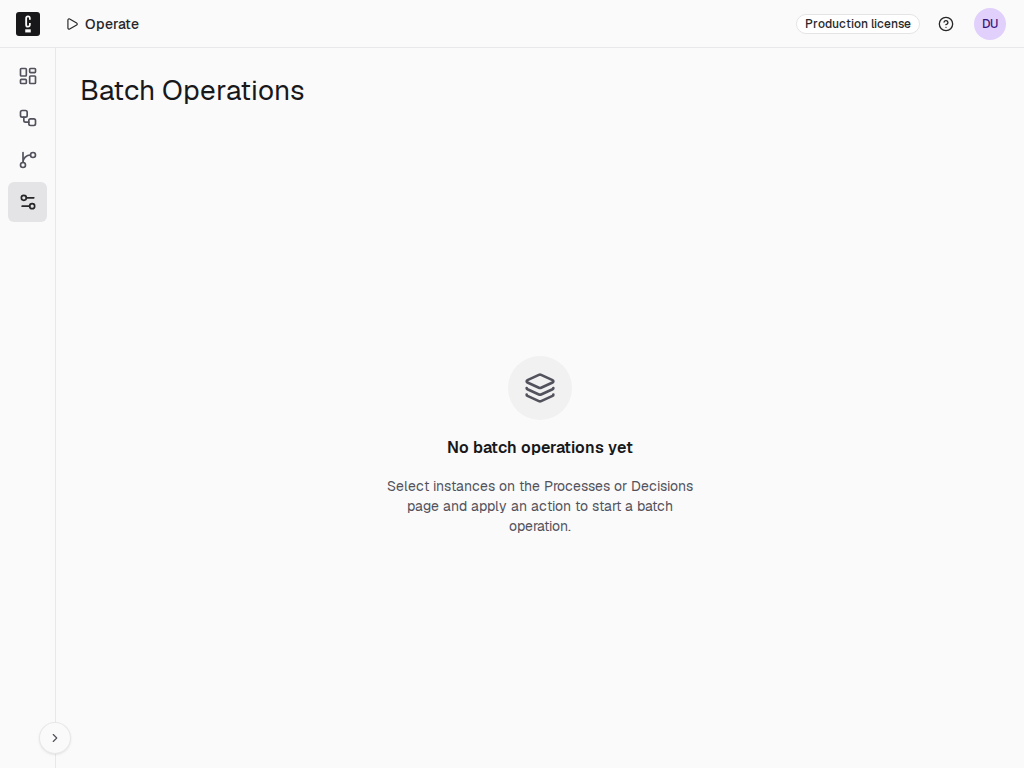 Operate
Production license
DU
Batch Operations
No batch operations yet
Select instances on the Processes or Decisions
page and apply an action to start a batch
operation.